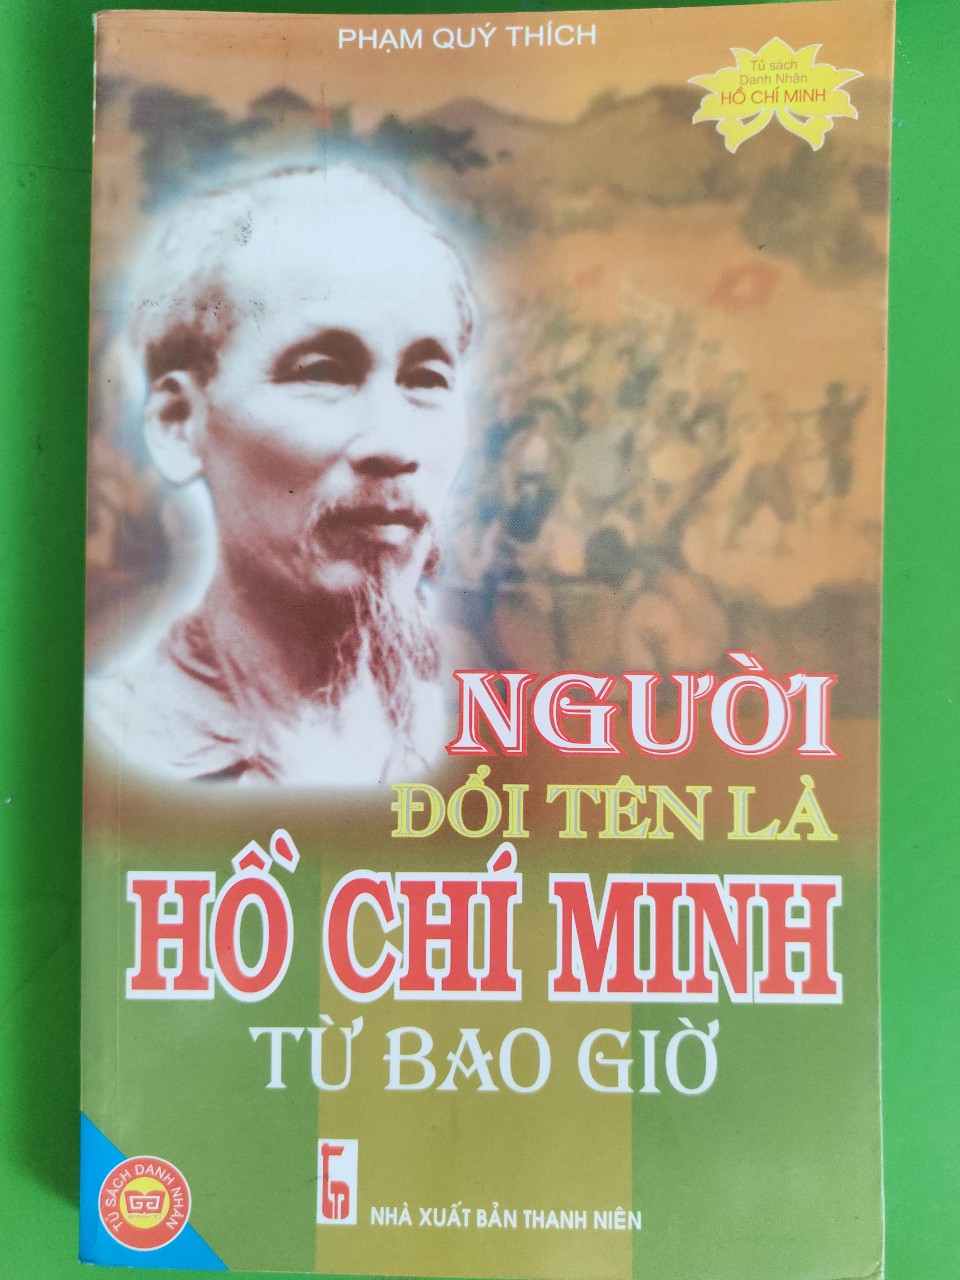 PHẠM QUÝ THÍCH
Tủ sách
Danh Nhân
HỒ CHÍ MINH
NGƯỜI
ĐỔI TÊN LÀ
HỒ CHÍ MINH
TỪ BAO GIỜ
NHÀ XUẤT BẢN THANH NIÊN
TỦ SÁCH DANH NHÂN